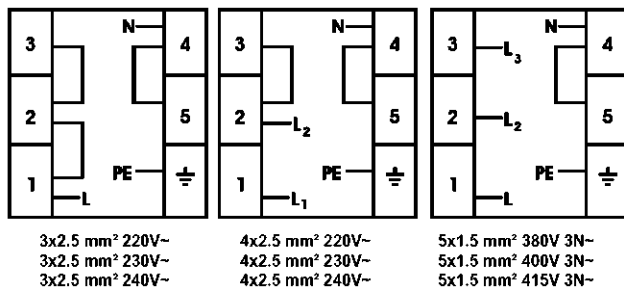 3 N 4 3 N 4 3 L3 N 4
2 5 2 L2 5 2 L2 5
1 L PE 1 L1 PE 1 L PE
3x2.5 mm² 220V~ 4x2.5 mm² 220V~ 5x1.5 mm² 380V 3N~
3x2.5 mm² 230V~ 4x2.5 mm² 230V~ 5x1.5 mm² 400V 3N~
3x2.5 mm² 240V~ 4x2.5 mm² 240V~ 5x1.5 mm² 415V 3N~